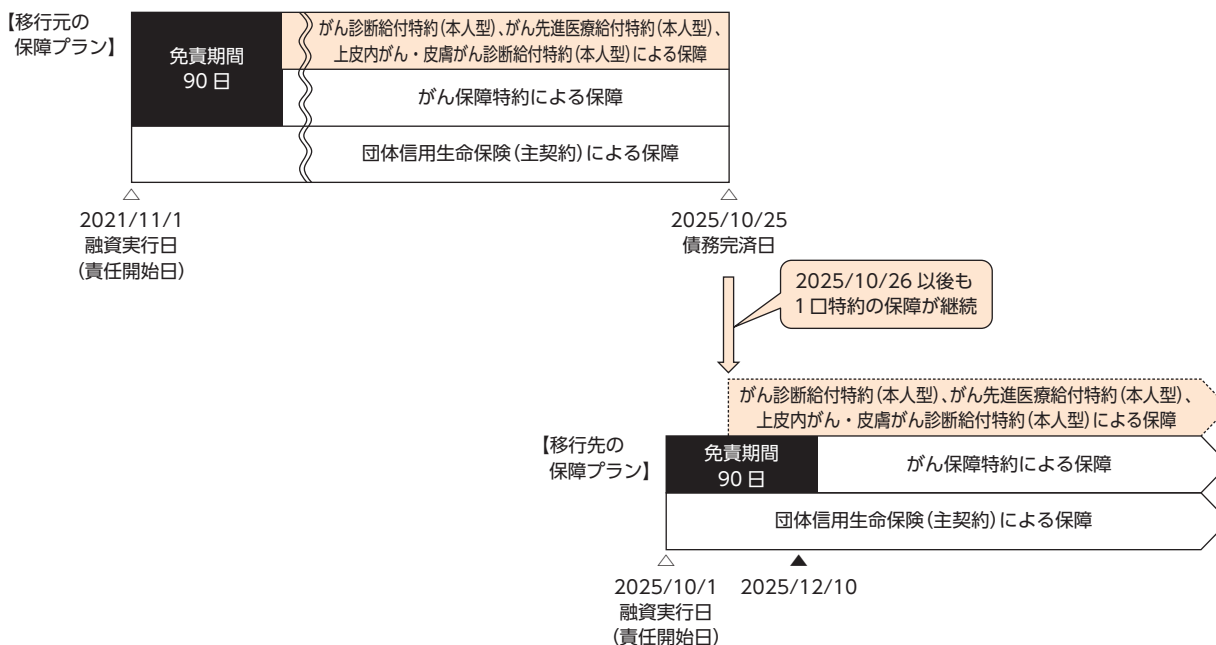 【移行元の
保障プラン】
免責期間
90日
がん診断給付特約(本人型)、がん先進医療給付特約(本人型)、
上皮内がん・皮膚がん診断給付特約(本人型)による保障
がん保障特約による保障
団体信用生命保険(主契約)による保障
2021/11/1
融資実行日
(責任開始日)
2025/10/25
債務完済日
2025/10/26以後も
1口特約の保障が継続
がん診断給付特約(本人型)、がん先進医療給付特約(本人型)、
上皮内がん・皮膚がん診断給付特約(本人型)による保障
【移行先の
保障プラン】
免責期間
90日
がん保障特約による保障
団体信用生命保険(主契約)による保障
2025/10/1
融資実行日
(責任開始日)
2025/12/10